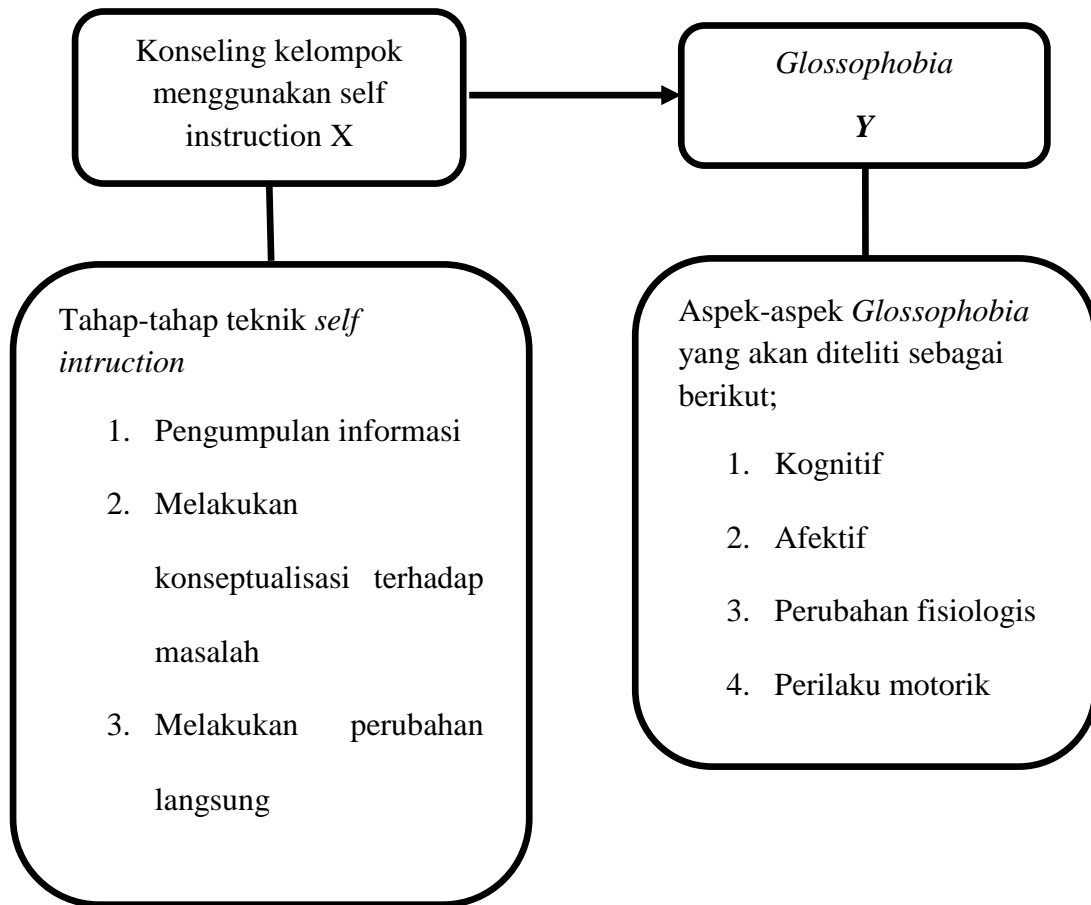 Konseling kelompok
menggunakan self
instruction X
Glossophobia
Y
Tahap-tahap teknik self
intruction
1. Pengumpulan informasi
2. Melakukan
konseptualisasi terhadap
masalah
3. Melakukan perubahan
langsung
Aspek-aspek Glossophobia
yang akan diteliti sebagai
berikut;
1. Kognitif
2. Afektif
3. Perubahan fisiologis
4. Perilaku motorik